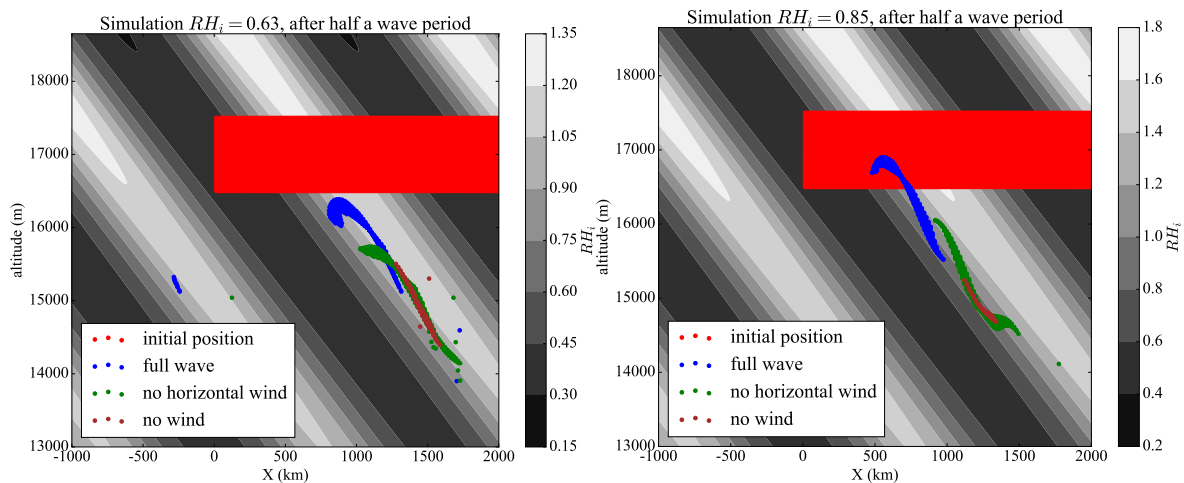 Simulation RH_i = 0.63, after half a wave period
altitude (m)
18000
17000
16000
15000
14000
13000
initial position
full wave
no horizontal wind
no wind
-1000 -500 0 500 1000 1500 2000
X (km)
1.35
1.20
1.05
0.90
0.75
0.60
0.45
0.30
0.15
RH_i
Simulation RH_i = 0.85, after half a wave period
altitude (m)
18000
17000
16000
15000
14000
13000
initial position
full wave
no horizontal wind
no wind
-1000 -500 0 500 1000 1500 2000
X (km)
1.8
1.6
1.4
1.2
1.0
0.8
0.6
0.4
0.2
RH_i